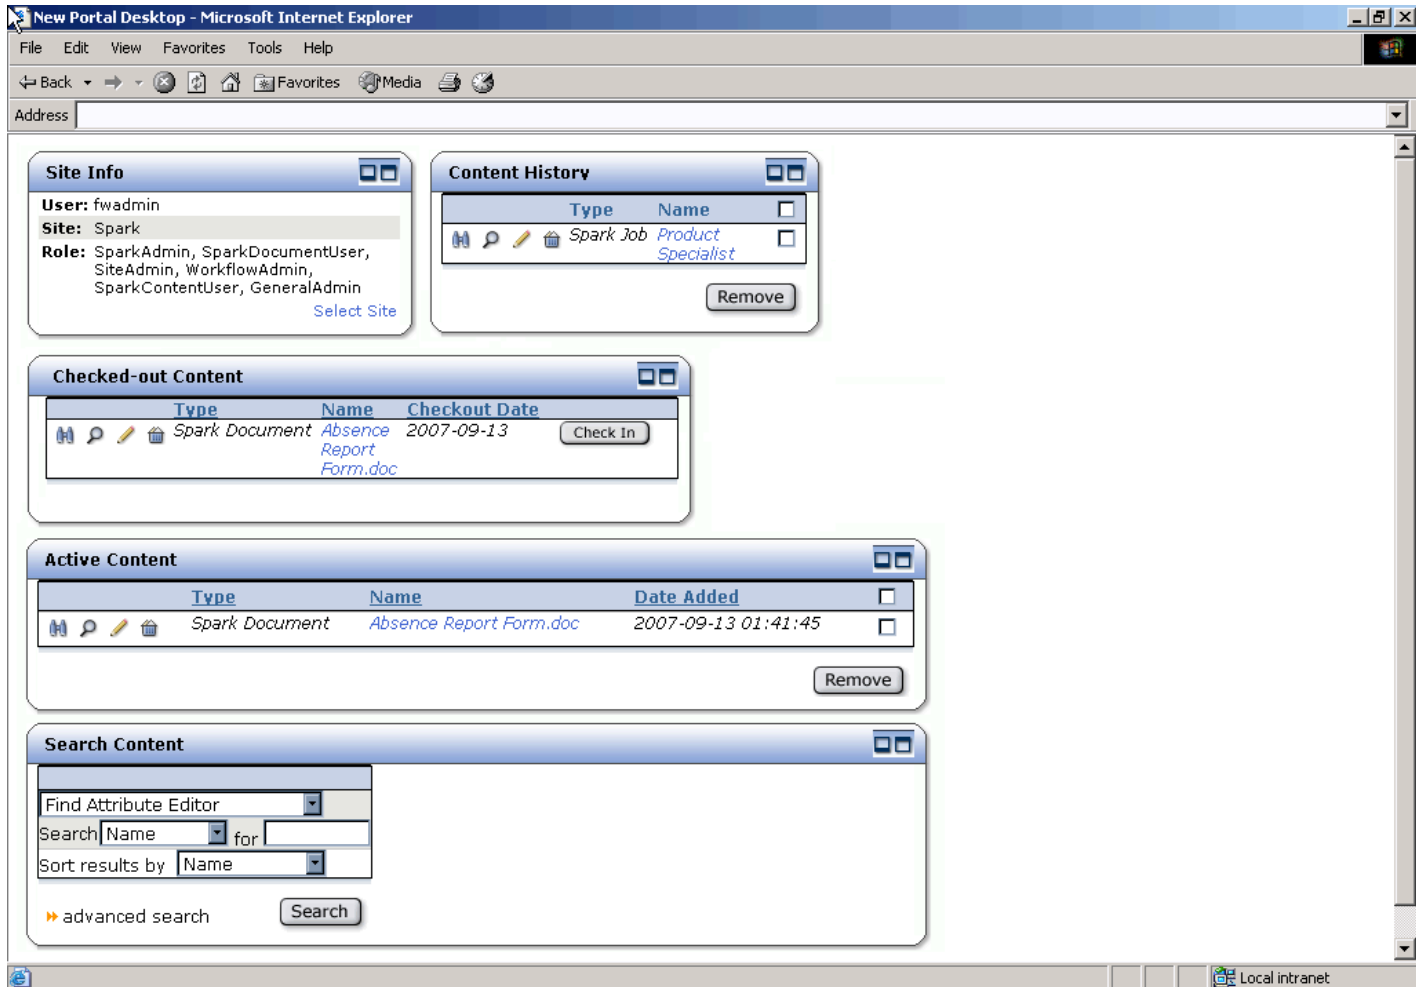 New Portal Desktop - Microsoft Internet Explorer
File Edit View Favorites Tools Help
Back Favorites Media
Address
Site Info
User: fwadmin
Site: Spark
Role: SparkAdmin, SparkDocumentUser,
SiteAdmin, WorkflowAdmin,
SparkContentUser, GeneralAdmin
Select Site
Content History
Type Name
Spark Job Product
Specialist
Remove
Checked-out Content
Type Name Checkout Date
Spark Document Absence 2007-09-13 Check In
Report
Form.doc
Active Content
Type Name Date Added
Spark Document Absence Report Form.doc 2007-09-13 01:41:45
Remove
Search Content
Find Attribute Editor
Search Name for
Sort results by Name
advanced search Search
Local intranet